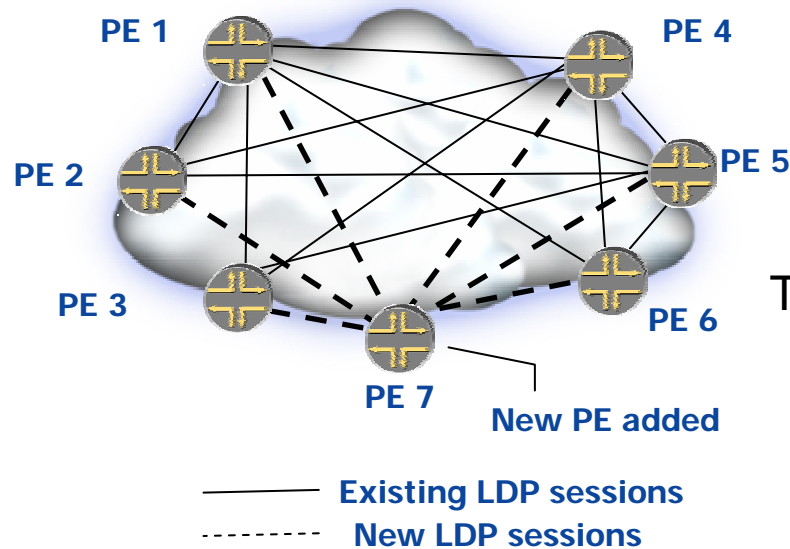 PE 1
PE 4
PE 2
PE 5
PE 3
T
PE 6
PE 7
New PE added
Existing LDP sessions
New LDP sessions